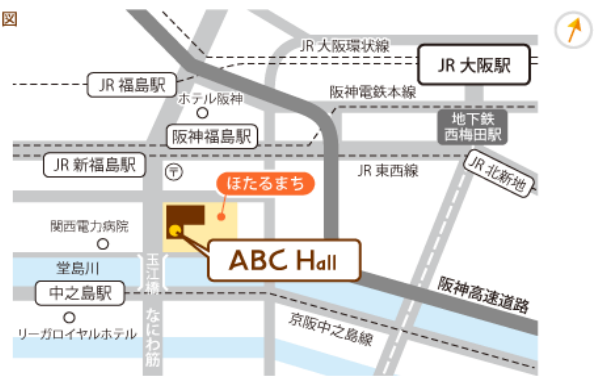 図
JR 大阪環状線
JR 大阪駅
JR 福島駅
阪神電鉄本線
ホテル阪神
地下鉄
西梅田駅
阪神福島駅
JR 新福島駅
〒
JR 東西線
JR 北新地
ほたるまち
関西電力病院
ABC Hall
堂島川
玉江橋
中之島駅
なにわ筋
阪神高速道路
京阪中之島線
リーガロイヤルホテル